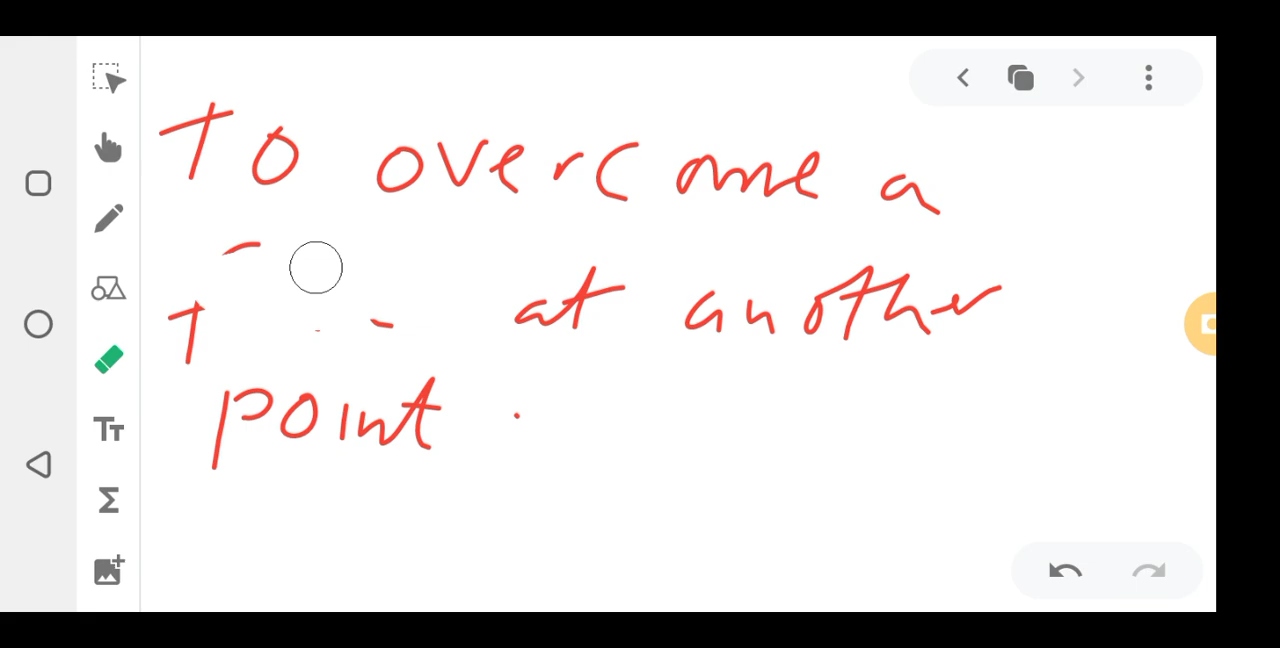 To overcome a
at another
point .